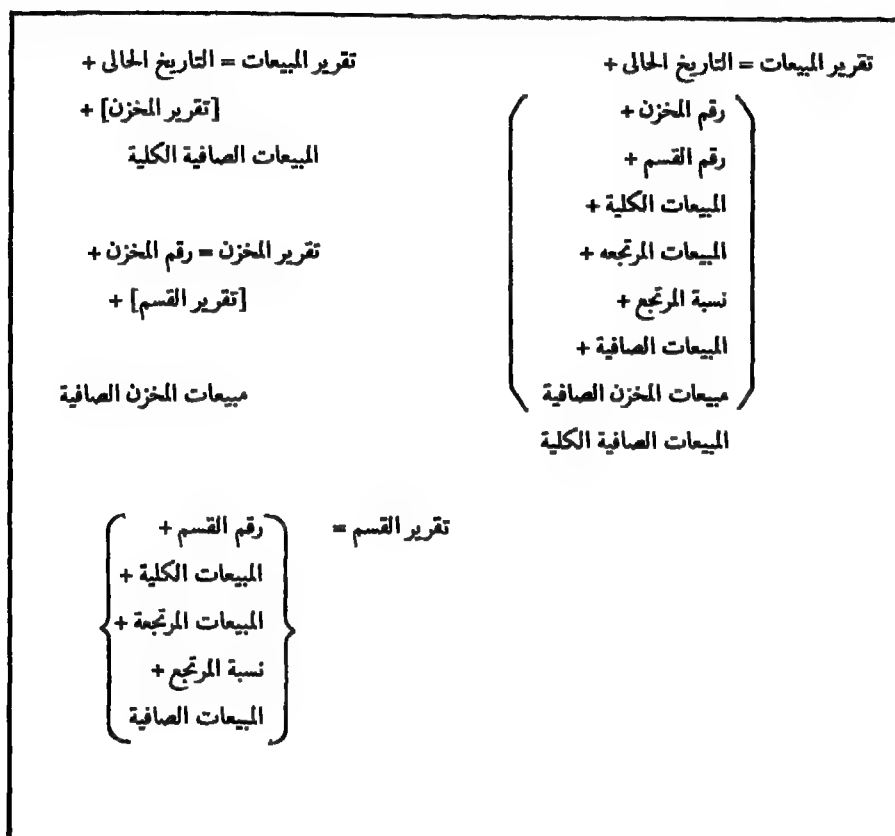 تقرير المبيعات = التاريخ الحالى +
رقم المخزن +
رقم القسم +
المبيعات الكلية +
المبيعات المرتجعه +
نسبة المرتجع +
المبيعات الصافية +
مبيعات المخزن الصافية
المبيعات الصافية الكلية
تقرير المبيعات = التاريخ الحالى +
[تقرير المخزن] +
المبيعات الصافية الكلية
تقرير المخزن = رقم المخزن +
[تقرير القسم] +
مبيعات المخزن الصافية
تقرير القسم = رقم القسم +
المبيعات الكلية +
المبيعات المرتجعة +
نسبة المرتجع +
المبيعات الصافية